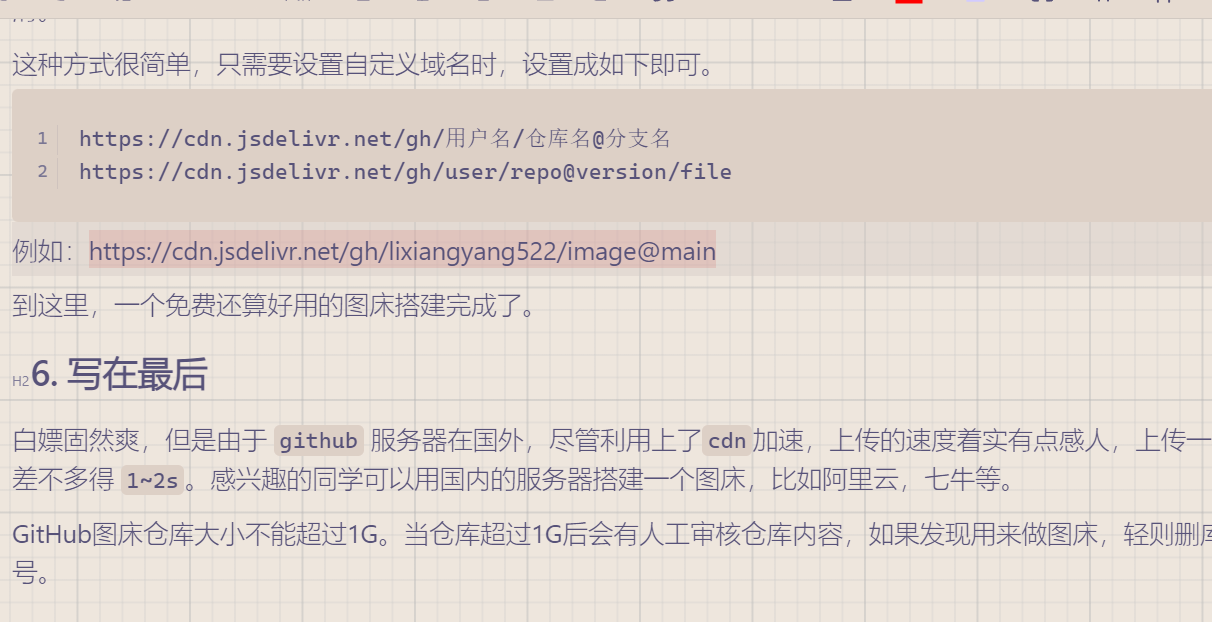 这种方式很简单，只需要设置自定义域名时，设置成如下即可。
1 https://cdn.jsdelivr.net/gh/用户名/仓库名@分支名
2 https://cdn.jsdelivr.net/gh/user/repo@version/file
例如：https://cdn.jsdelivr.net/gh/lixiangyang522/image@main
到这里，一个免费还算好用的图床搭建完成了。
H2 6. 写在最后
白嫖固然爽，但是由于 github 服务器在国外，尽管利用上了cdn加速，上传的速度着实有点感人，上传一
差不多得 1~2s。感兴趣的同学可以用国内的服务器搭建一个图床，比如阿里云，七牛等。
GitHub图床仓库大小不能超过1G。当仓库超过1G后会有人工审核仓库内容，如果发现用来做图床，轻则删
号。